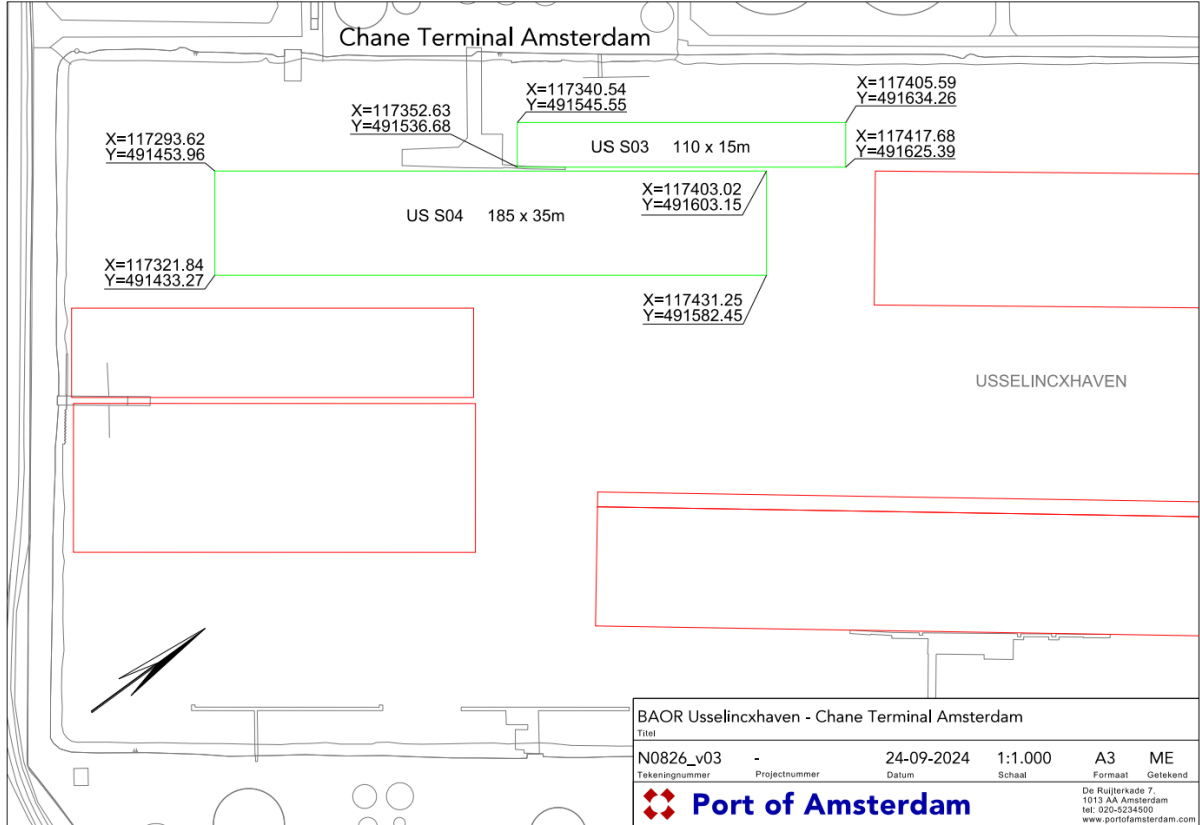 Chane Terminal Amsterdam
X=117340.54
Y=491545.55
X=117405.59
Y=491634.26
X=117352.63
Y=491536.68
X=117293.62
Y=491453.96
US S03 110 x 15m
X=117417.68
Y=491625.39
X=117403.02
Y=491603.15
US S04 185 x 35m
X=117321.84
Y=491433.27
X=117431.25
Y=491582.45
USSELINCXHAVEN
BAOR Usselincxhaven - Chane Terminal Amsterdam
Titel
N0826_v03 - 24-09-2024 1:1.000 A3 ME
Tekeningnummer Projectnummer Datum Schaal Formaat Getekend
Port of Amsterdam
De Ruijterkade 7,
1013 AA Amsterdam
tel: 020-5234500
www.portofamsterdam.com